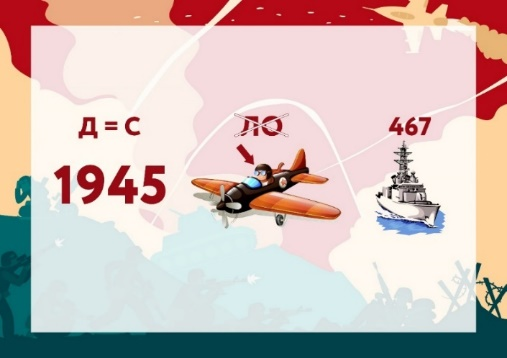 Д = С
1945
ЛО
467